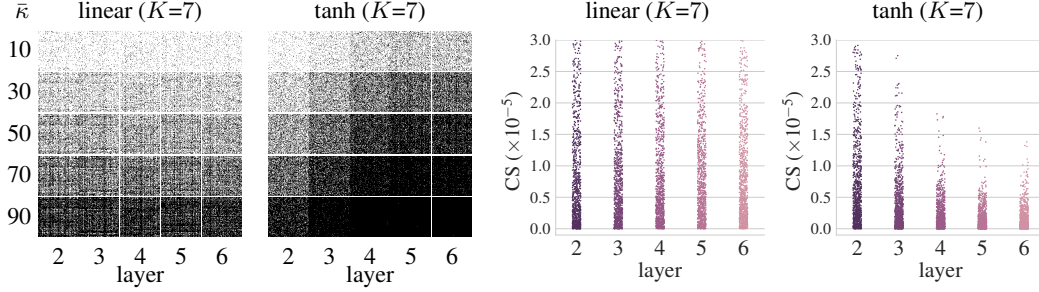 κ̄ linear (K=7) tanh (K=7)
10
30
50
70
90
2 3 4 5 6 2 3 4 5 6
layer layer
linear (K=7) tanh (K=7)
CS (×10⁻⁵) CS (×10⁻⁵)
3.0 3.0
2.5 2.5
2.0 2.0
1.5 1.5
1.0 1.0
0.5 0.5
0.0 0.0
2 3 4 5 6 2 3 4 5 6
layer layer